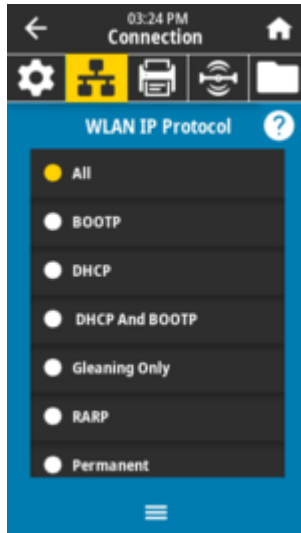 03:24 PM
Connection
WLAN IP Protocol
?
All
BOOTP
DHCP
DHCP And BOOTP
Gleaning Only
RARP
Permanent